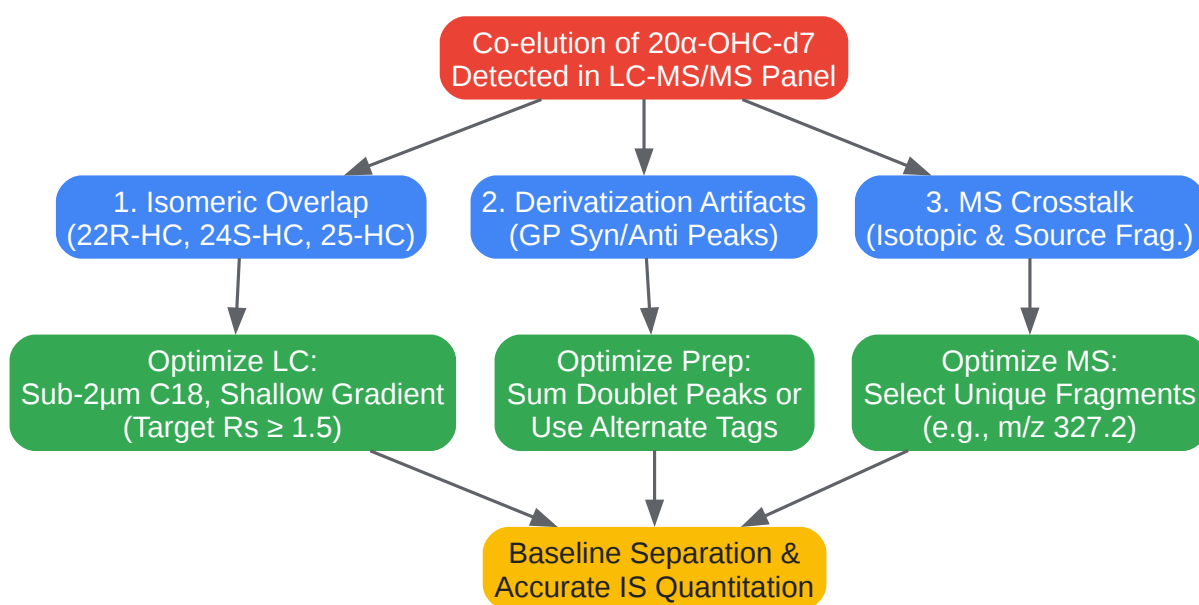 Co-elution of 20α-OHC-d7
Detected in LC-MS/MS Panel
1. Isomeric Overlap
(22R-HC, 24S-HC, 25-HC)
2. Derivatization Artifacts
(GP Syn/Anti Peaks)
3. MS Crosstalk
(Isotopic & Source Frag.)
Optimize LC:
Sub-2µm C18, Shallow Gradient
(Target Rs ≥ 1.5)
Optimize Prep:
Sum Doublet Peaks or
Use Alternate Tags
Optimize MS:
Select Unique Fragments
(e.g., m/z 327.2)
Baseline Separation &
Accurate IS Quantitation